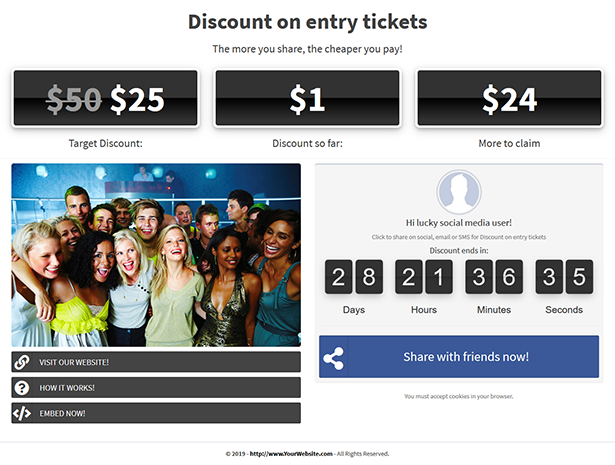 Discount on entry tickets
The more you share, the cheaper you pay!
$50 $25
$1
$24
Target Discount:
Discount so far:
More to claim
Hi lucky social media user!
Click to share on social, email or SMS for Discount on entry tickets
Discount ends in:
28 21 36 35
Days Hours Minutes Seconds
Share with friends now!
You must accept cookies in your browser.
VISIT OUR WEBSITE!
HOW IT WORKS!
EMBED NOW!
© 2019 - http://www.YourWebsite.com - All Rights Reserved.